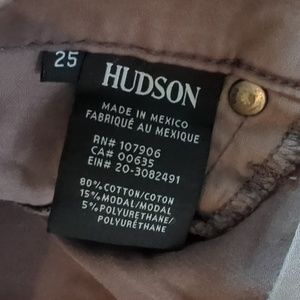 25
HUDSON
MADE IN MEXICO
FABRIQUÉ AU MEXIQUE
RN# 107906
CA# 00635
EIN# 20-3082491
80% COTTON/COTON
15% MODAL/MODAL
5% POLYURETHANE/
POLYURÉTHANE